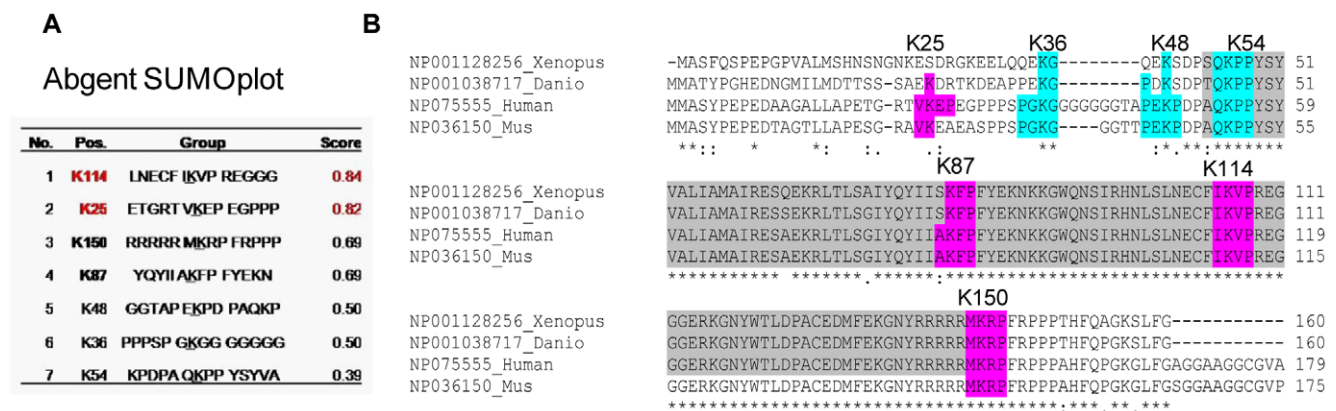 A
Abgent SUMOplot
No. Pos. Group Score
1 K114 LNECF IKVP REGGG 0.84
2 K25 ETGRT VKEP EGPPP 0.82
3 K150 RRRRR MKRP FRPPP 0.69
4 K87 YQYII AKFP FYEKN 0.69
5 K48 GGTAP EKPD PAQKP 0.50
6 K36 PPPSP GKGG GGGGG 0.50
7 K54 KPDPA QKPP YSYVA 0.39
B
K25 K36 K48 K54
NP001128256_Xenopus -MASFQSPEPGPVALMSHNSNGNKESDRGKEELQQEKG--------QEKSDPSQKPPYSY 51
NP001038717_Danio MMATYPGHEDNGMILMDTTSS-SAEKDRTKDEAPPEKG--------PDKSDPSQKPPYSY 51
NP075555_Human MMASYPEPEDAAGALLAPETG-RTVKEPEGPPPSPGKGGGGGGGTAPEKPDPAQKPPYSY 59
NP036150_Mus MMASYPEPEDTAGTLLAPESG-RAVKEAEASPPSPGKG----GGTTPEKPDPAQKPPYSY 55
**:: * *: .: : ** :* **:*******
K87 K114
NP001128256_Xenopus VALIAMAIRESQEKRLTLSAIYQYIISKFPFYEKNKKGWQNSIRHNLSLNECFIKVPREG 111
NP001038717_Danio VALIAMAIRESAEKRLTLSGIYQYIISKFPFYEKNKKGWQNSIRHNLSLNECFIKVPREG 111
NP075555_Human VALIAMAIRESAEKRLTLSGIYQYIIAKFPFYEKNKKGWQNSIRHNLSLNECFIKVPREG 119
NP036150_Mus VALIAMAIRESAEKRLTLSGIYQYIIAKFPFYEKNKKGWQNSIRHNLSLNECFIKVPREG 115
*********** *******.******:*********************************
K150
NP001128256_Xenopus GGERKGNYWTLDPACEDMFEKGNYRRRRRMKRPFRPPPTHFQAGKSLFG----------- 160
NP001038717_Danio GGERKGNYWTLDPACEDMFEKGNYRRRRRMKRPFRPPPTHFQPGKSLFG----------- 160
NP075555_Human GGERKGNYWTLDPACEDMFEKGNYRRRRRMKRPFRPPPAHFQPGKGLFGAGGAAGGCGVA 179
NP036150_Mus GGERKGNYWTLDPACEDMFEKGNYRRRRRMKRPFRPPPAHFQPGKGLFGSGGAAGGCGVP 175
**************************************:***.**.***